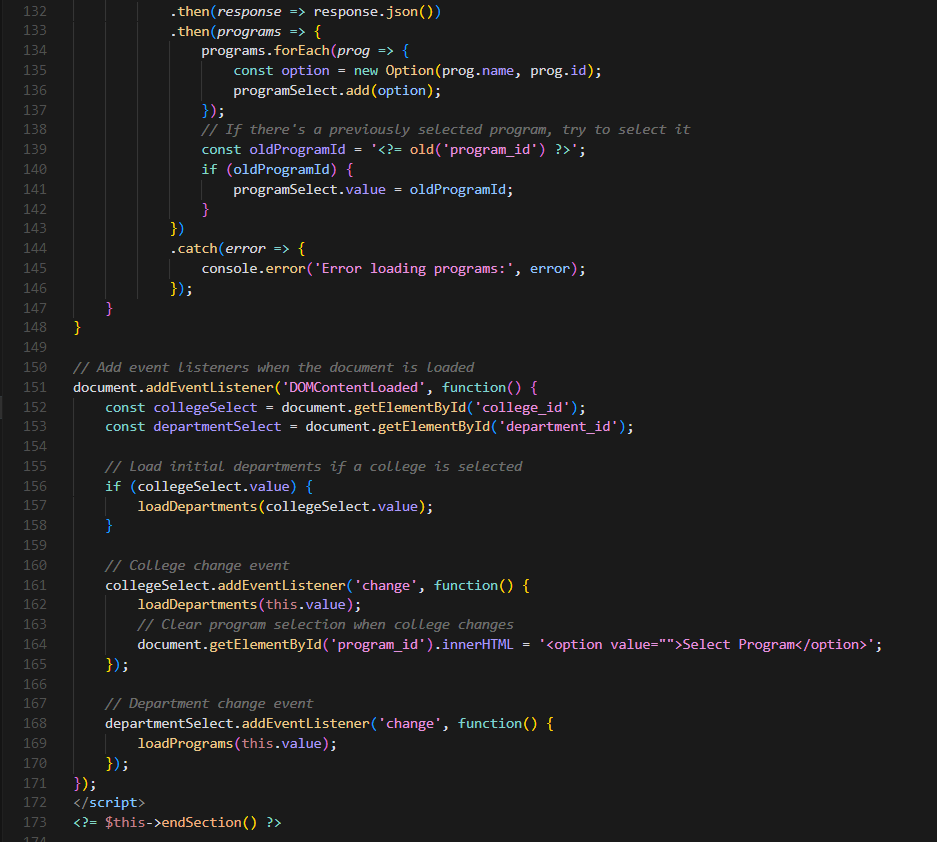 132 .then(response => response.json())
133 .then(programs => {
134 programs.forEach(prog => {
135 const option = new Option(prog.name, prog.id);
136 programSelect.add(option);
137 });
138 // If there's a previously selected program, try to select it
139 const oldProgramId = '<?= old('program_id') ?>';
140 if (oldProgramId) {
141 programSelect.value = oldProgramId;
142 }
143 })
144 .catch(error => {
145 console.error('Error loading programs:', error);
146 });
147 }
148 }
149
150 // Add event listeners when the document is loaded
151 document.addEventListener('DOMContentLoaded', function() {
152 const collegeSelect = document.getElementById('college_id');
153 const departmentSelect = document.getElementById('department_id');
154
155 // Load initial departments if a college is selected
156 if (collegeSelect.value) {
157 loadDepartments(collegeSelect.value);
158 }
159
160 // College change event
161 collegeSelect.addEventListener('change', function() {
162 loadDepartments(this.value);
163 // Clear program selection when college changes
164 document.getElementById('program_id').innerHTML = '<option value="">Select Program</option>';
165 });
166
167 // Department change event
168 departmentSelect.addEventListener('change', function() {
169 loadPrograms(this.value);
170 });
171 });
172 </script>
173 <?= $this->endSection() ?>
174